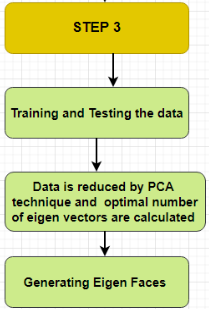 STEP 3
Training and Testing the data
Data is reduced by PCA
technique and optimal number
of eigen vectors are calculated
Generating Eigen Faces